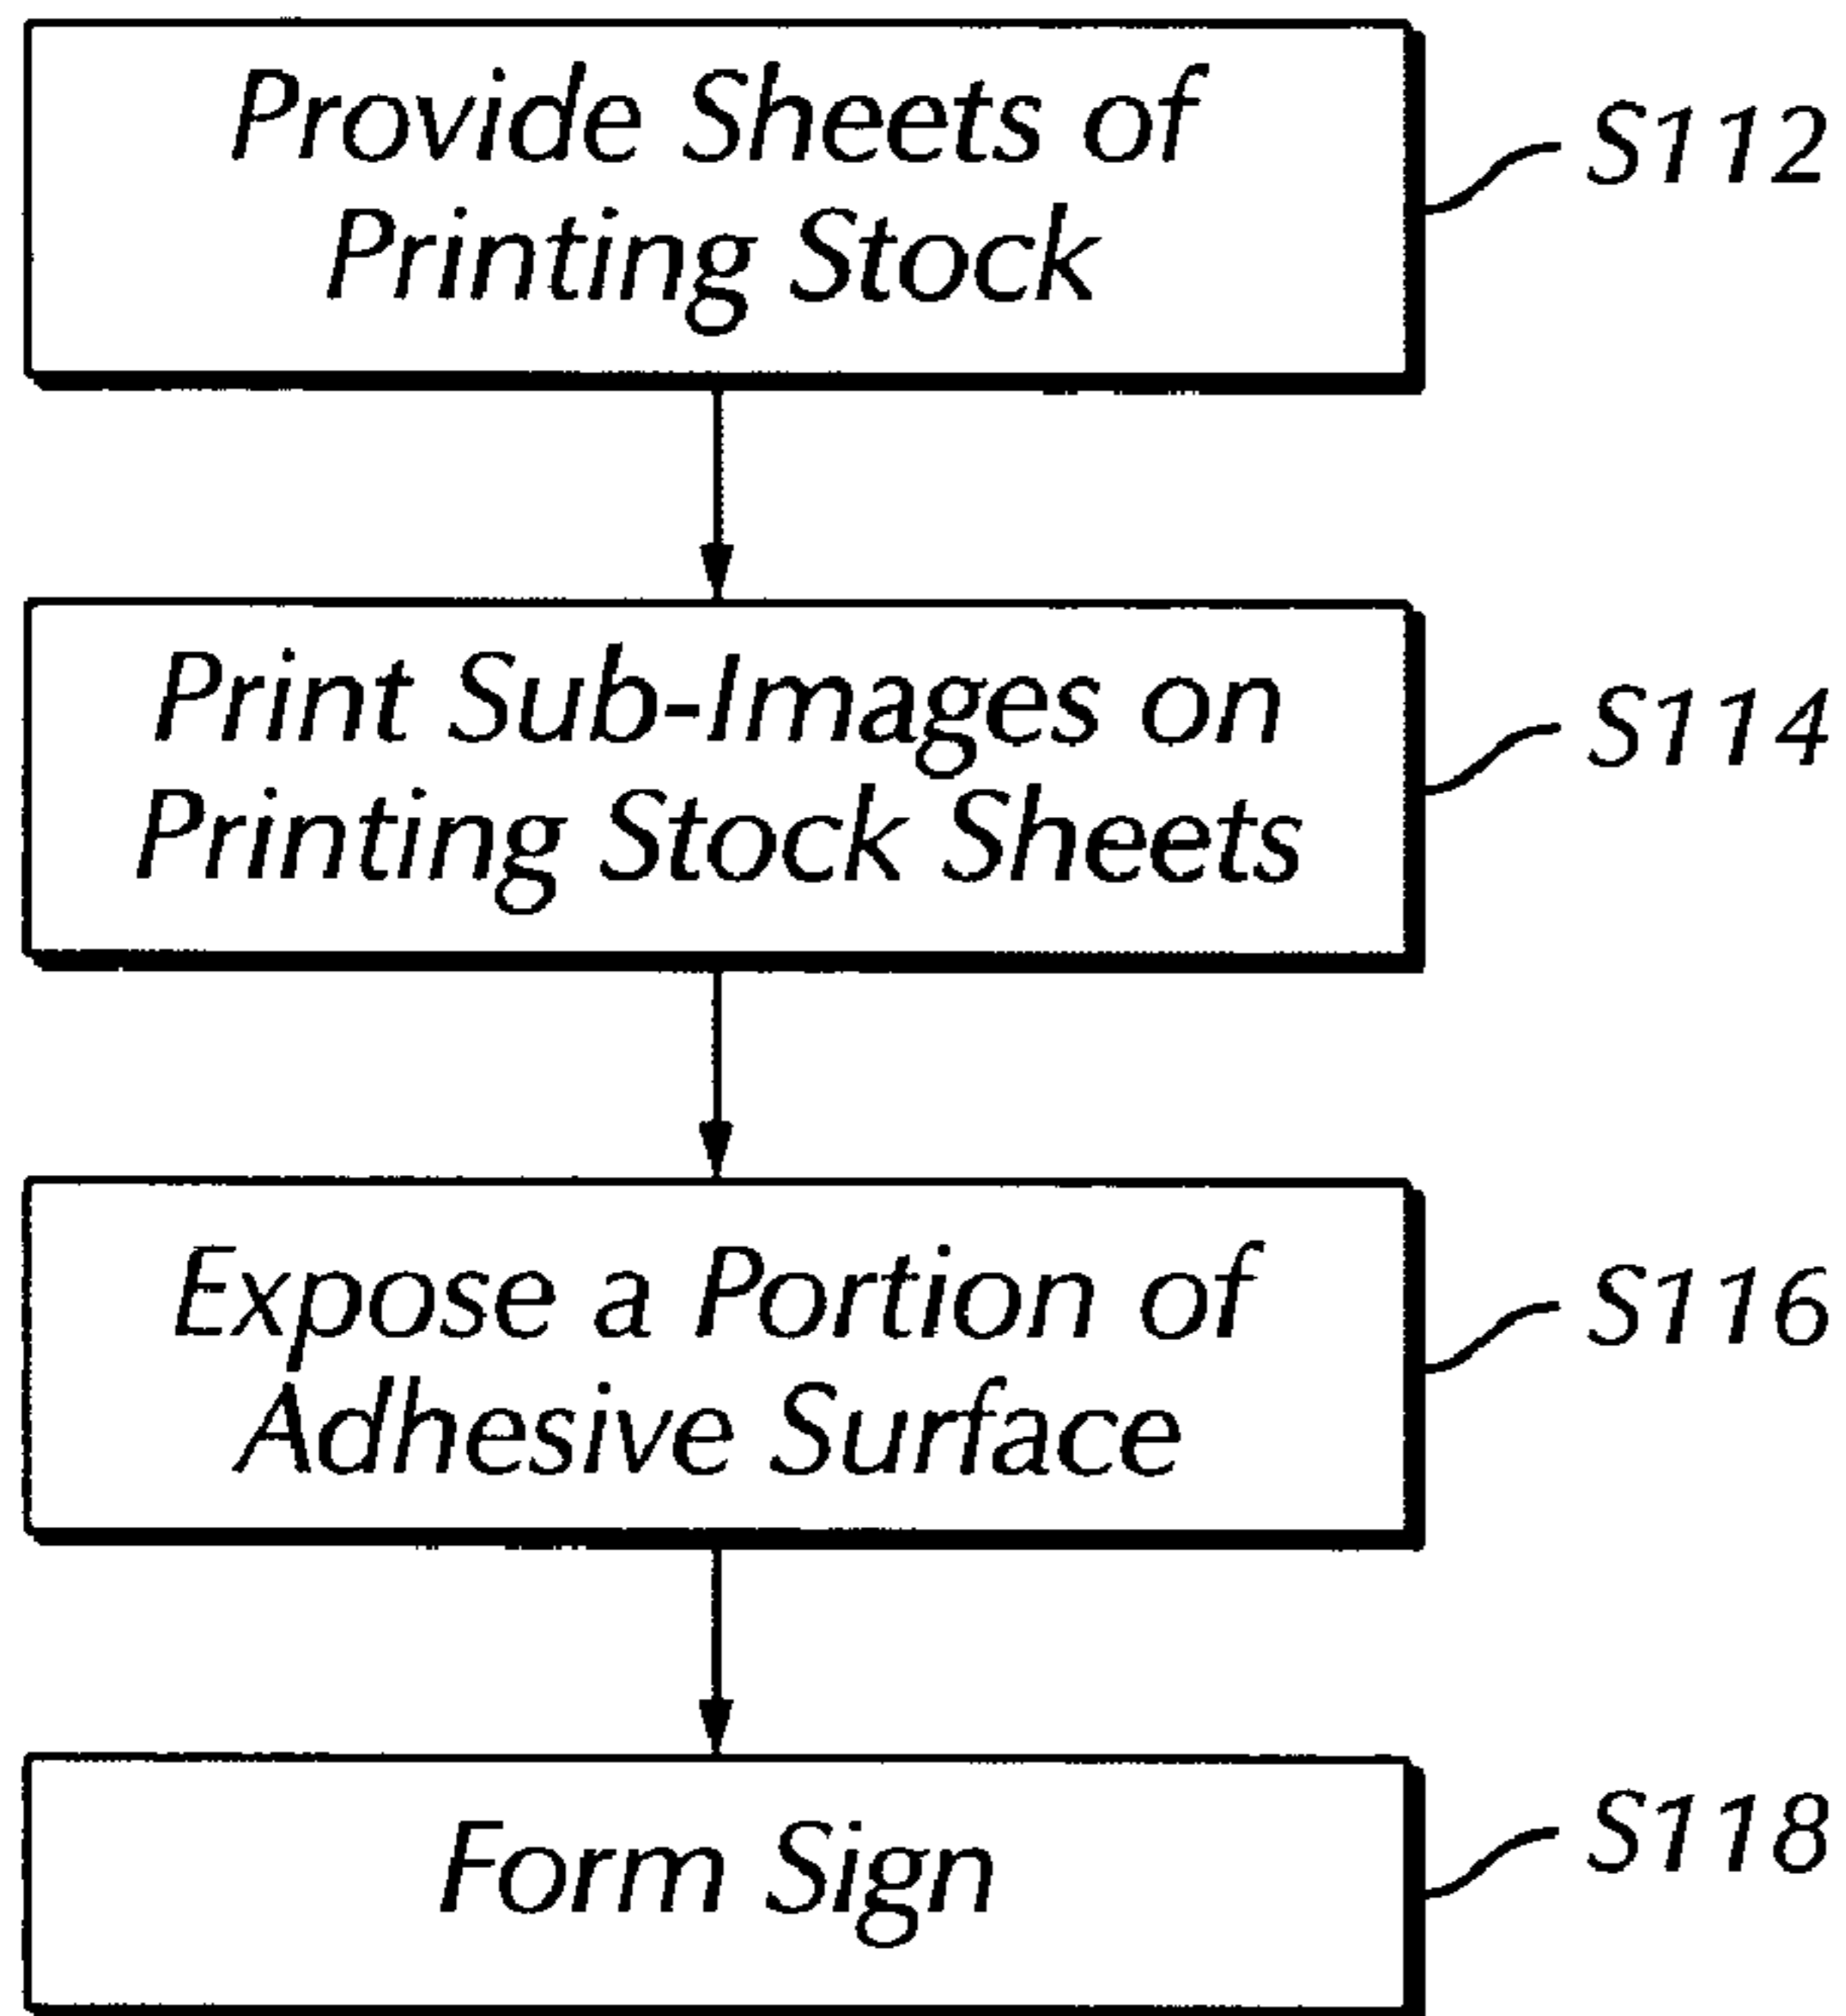 Provide Sheets of
Printing Stock
S112
Print Sub-Images on
Printing Stock Sheets
S114
Expose a Portion of
Adhesive Surface
S116
Form Sign
S118